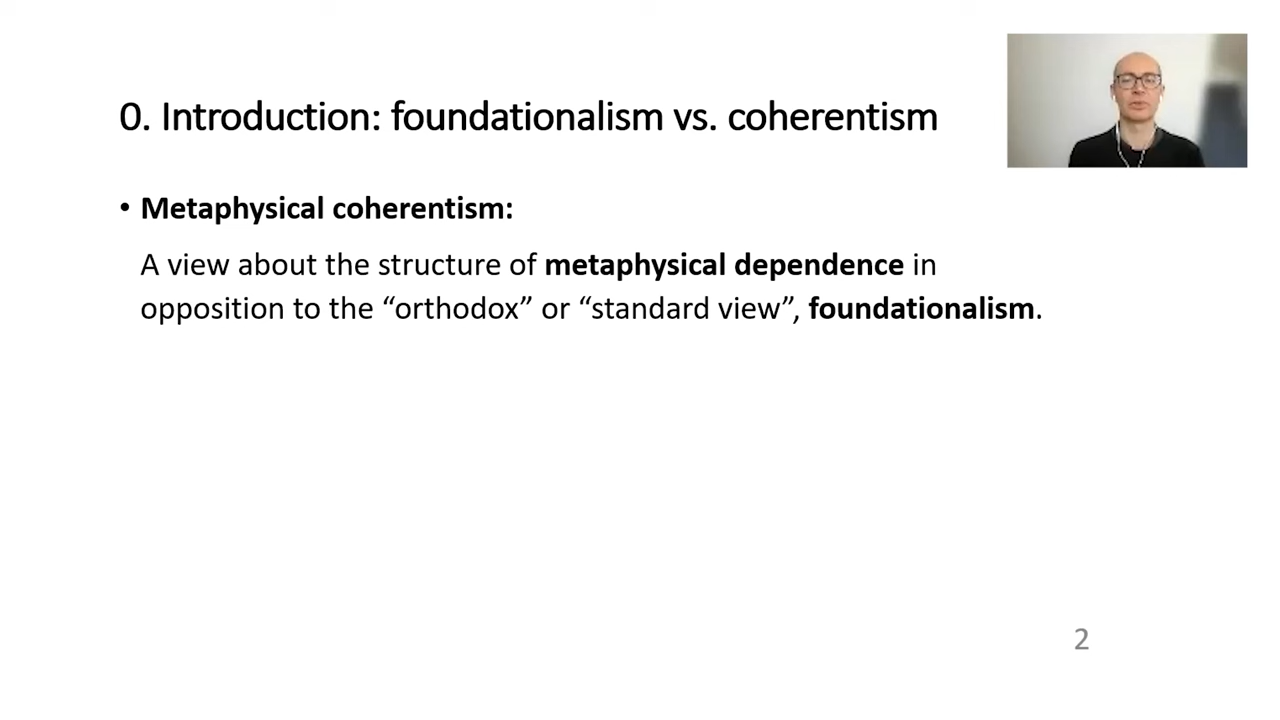 0. Introduction: foundationalism vs. coherentism
• Metaphysical coherentism:
A view about the structure of metaphysical dependence in
opposition to the “orthodox” or “standard view”, foundationalism.
2